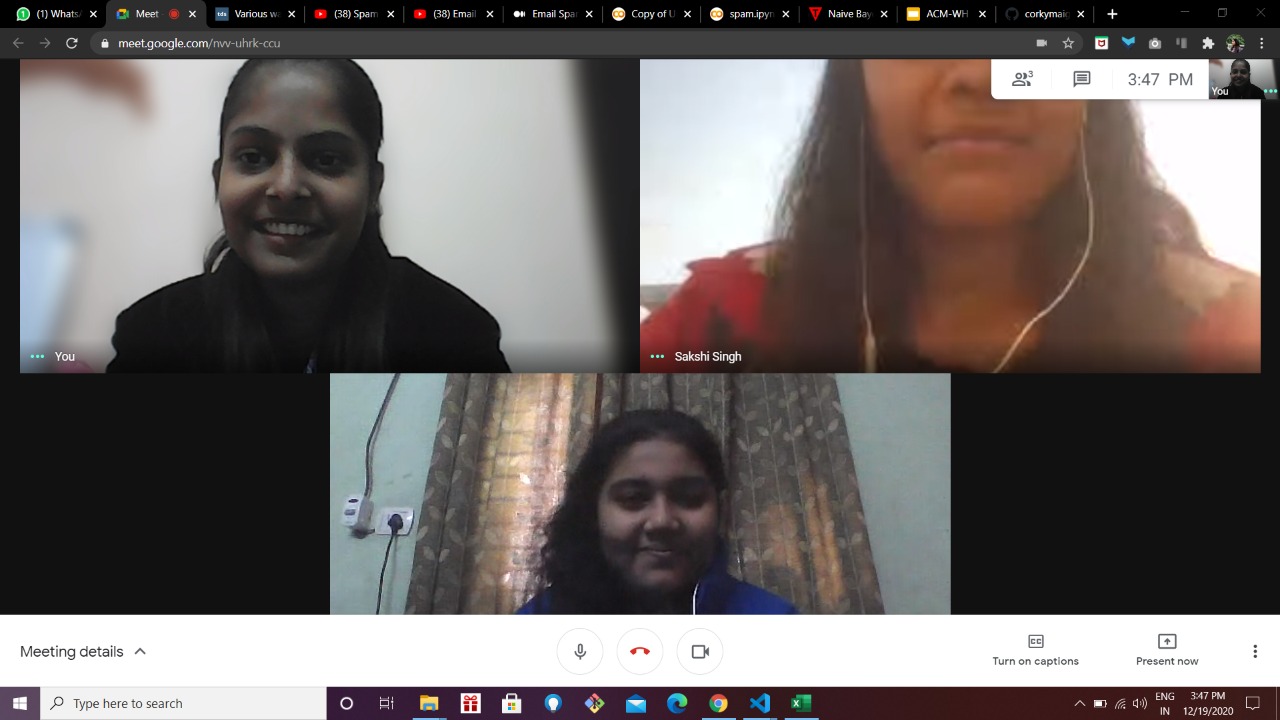 (1) Whats
Meet -
Various wa
(38) Spam
(38) Email
Email Spa
Copy of U
spam.ipyn
Naive Bay
ACM-WH
corkymaig
meet.google.com/nvv-uhrk-ccu
3
3:47 PM
You
You
Sakshi Singh
Meeting details
Turn on captions
Present now
Type here to search
ENG
IN
3:47 PM
12/19/2020